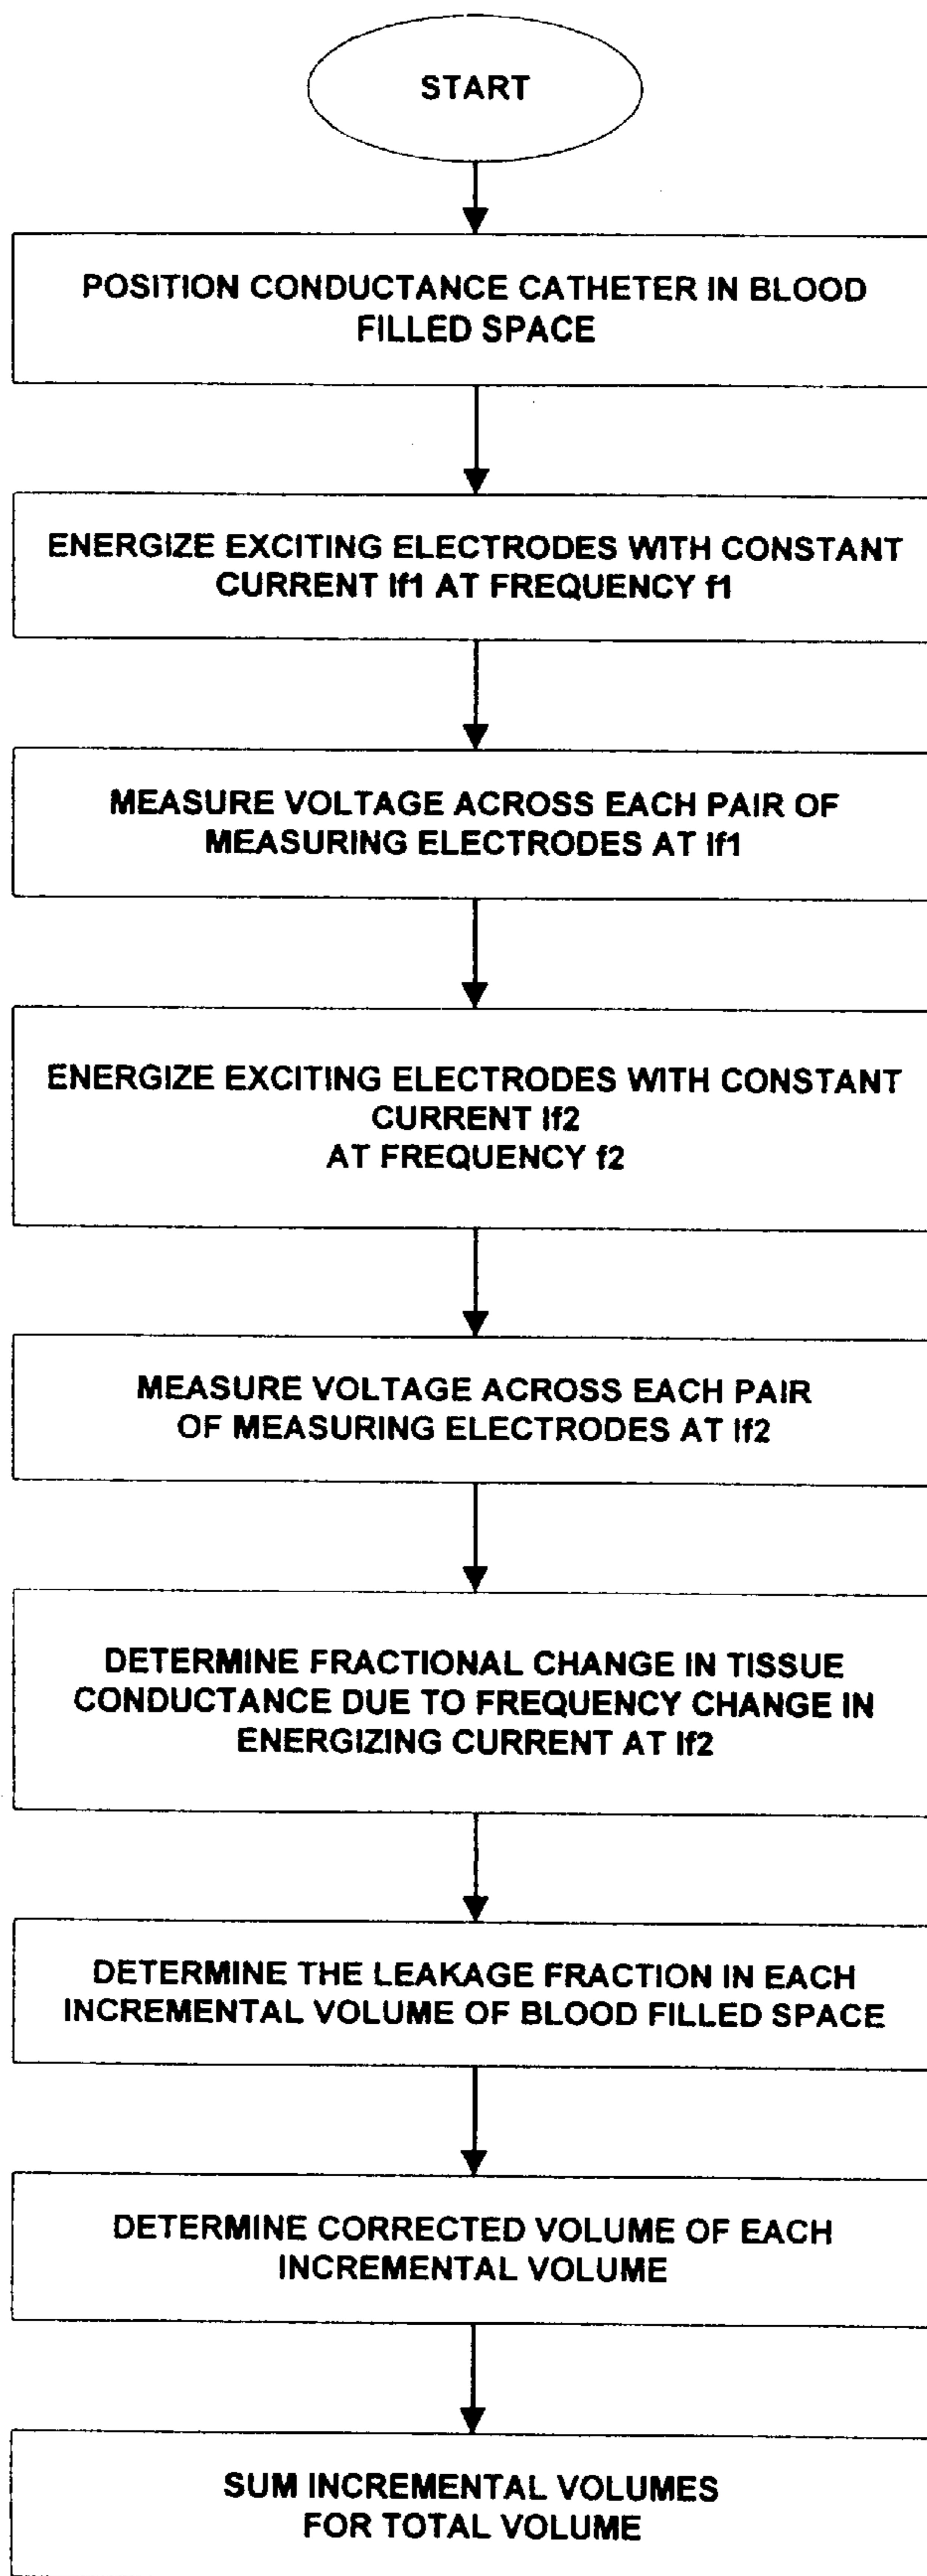 START
POSITION CONDUCTANCE CATHETER IN BLOOD
FILLED SPACE
ENERGIZE EXCITING ELECTRODES WITH CONSTANT
CURRENT If1 AT FREQUENCY f1
MEASURE VOLTAGE ACROSS EACH PAIR OF
MEASURING ELECTRODES AT If1
ENERGIZE EXCITING ELECTRODES WITH CONSTANT
CURRENT If2
AT FREQUENCY f2
MEASURE VOLTAGE ACROSS EACH PAIR
OF MEASURING ELECTRODES AT If2
DETERMINE FRACTIONAL CHANGE IN TISSUE
CONDUCTANCE DUE TO FREQUENCY CHANGE IN
ENERGIZING CURRENT AT If2
DETERMINE THE LEAKAGE FRACTION IN EACH
INCREMENTAL VOLUME OF BLOOD FILLED SPACE
DETERMINE CORRECTED VOLUME OF EACH
INCREMENTAL VOLUME
SUM INCREMENTAL VOLUMES
FOR TOTAL VOLUME